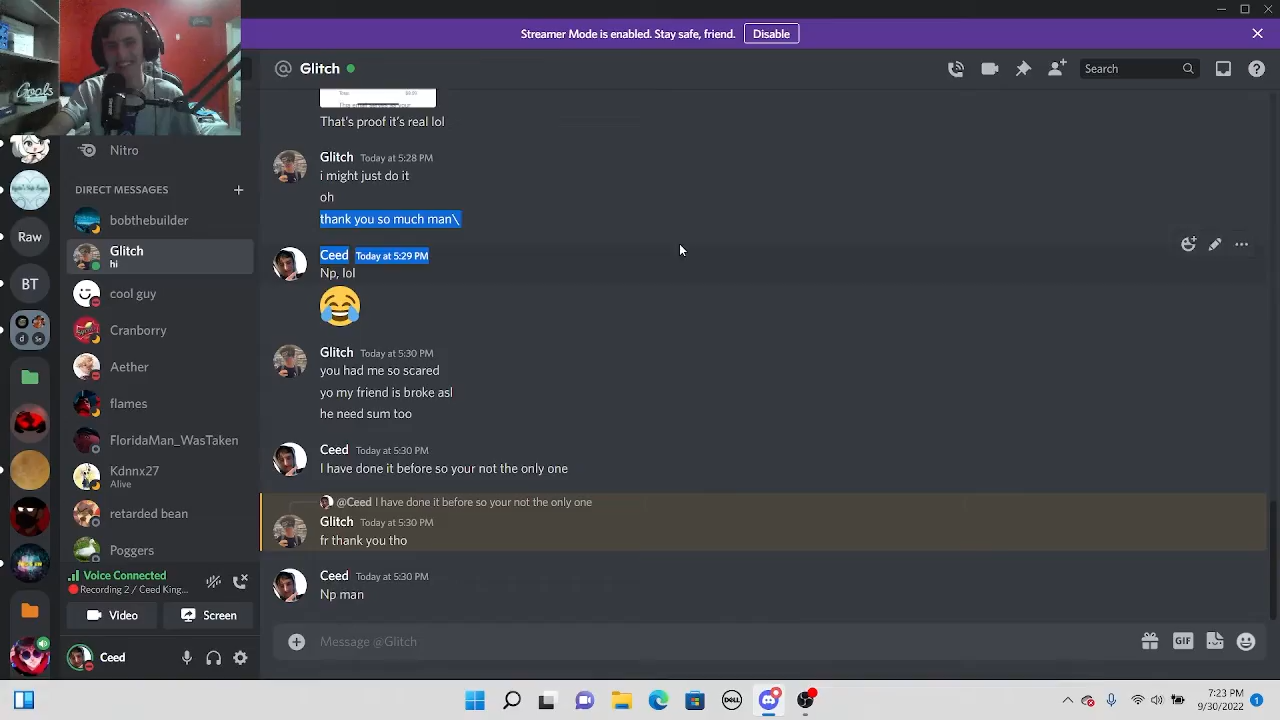 Streamer Mode is enabled. Stay safe, friend.
Disable
Goals
Glitch
Search
Nitro
DIRECT MESSAGES
bobthebuilder
Glitch
hi
cool guy
Cranborry
Aether
flames
FloridaMan_WasTaken
Kdnnx27
Alive
retarded bean
Poggers
Voice Connected
Recording 2 / Ceed King...
Video
Screen
Ceed
Raw
BT
That's proof it's real lol
Glitch Today at 5:28 PM
i might just do it
oh
thank you so much man\
Ceed Today at 5:29 PM
Np, lol
Glitch Today at 5:30 PM
you had me so scared
yo my friend is broke asl
he need sum too
Ceed Today at 5:30 PM
I have done it before so your not the only one
@Ceed I have done it before so your not the only one
Glitch Today at 5:30 PM
fr thank you tho
Ceed Today at 5:30 PM
Np man
Message @Glitch
GIF
DELL
7:23 PM
9/30/2022
1